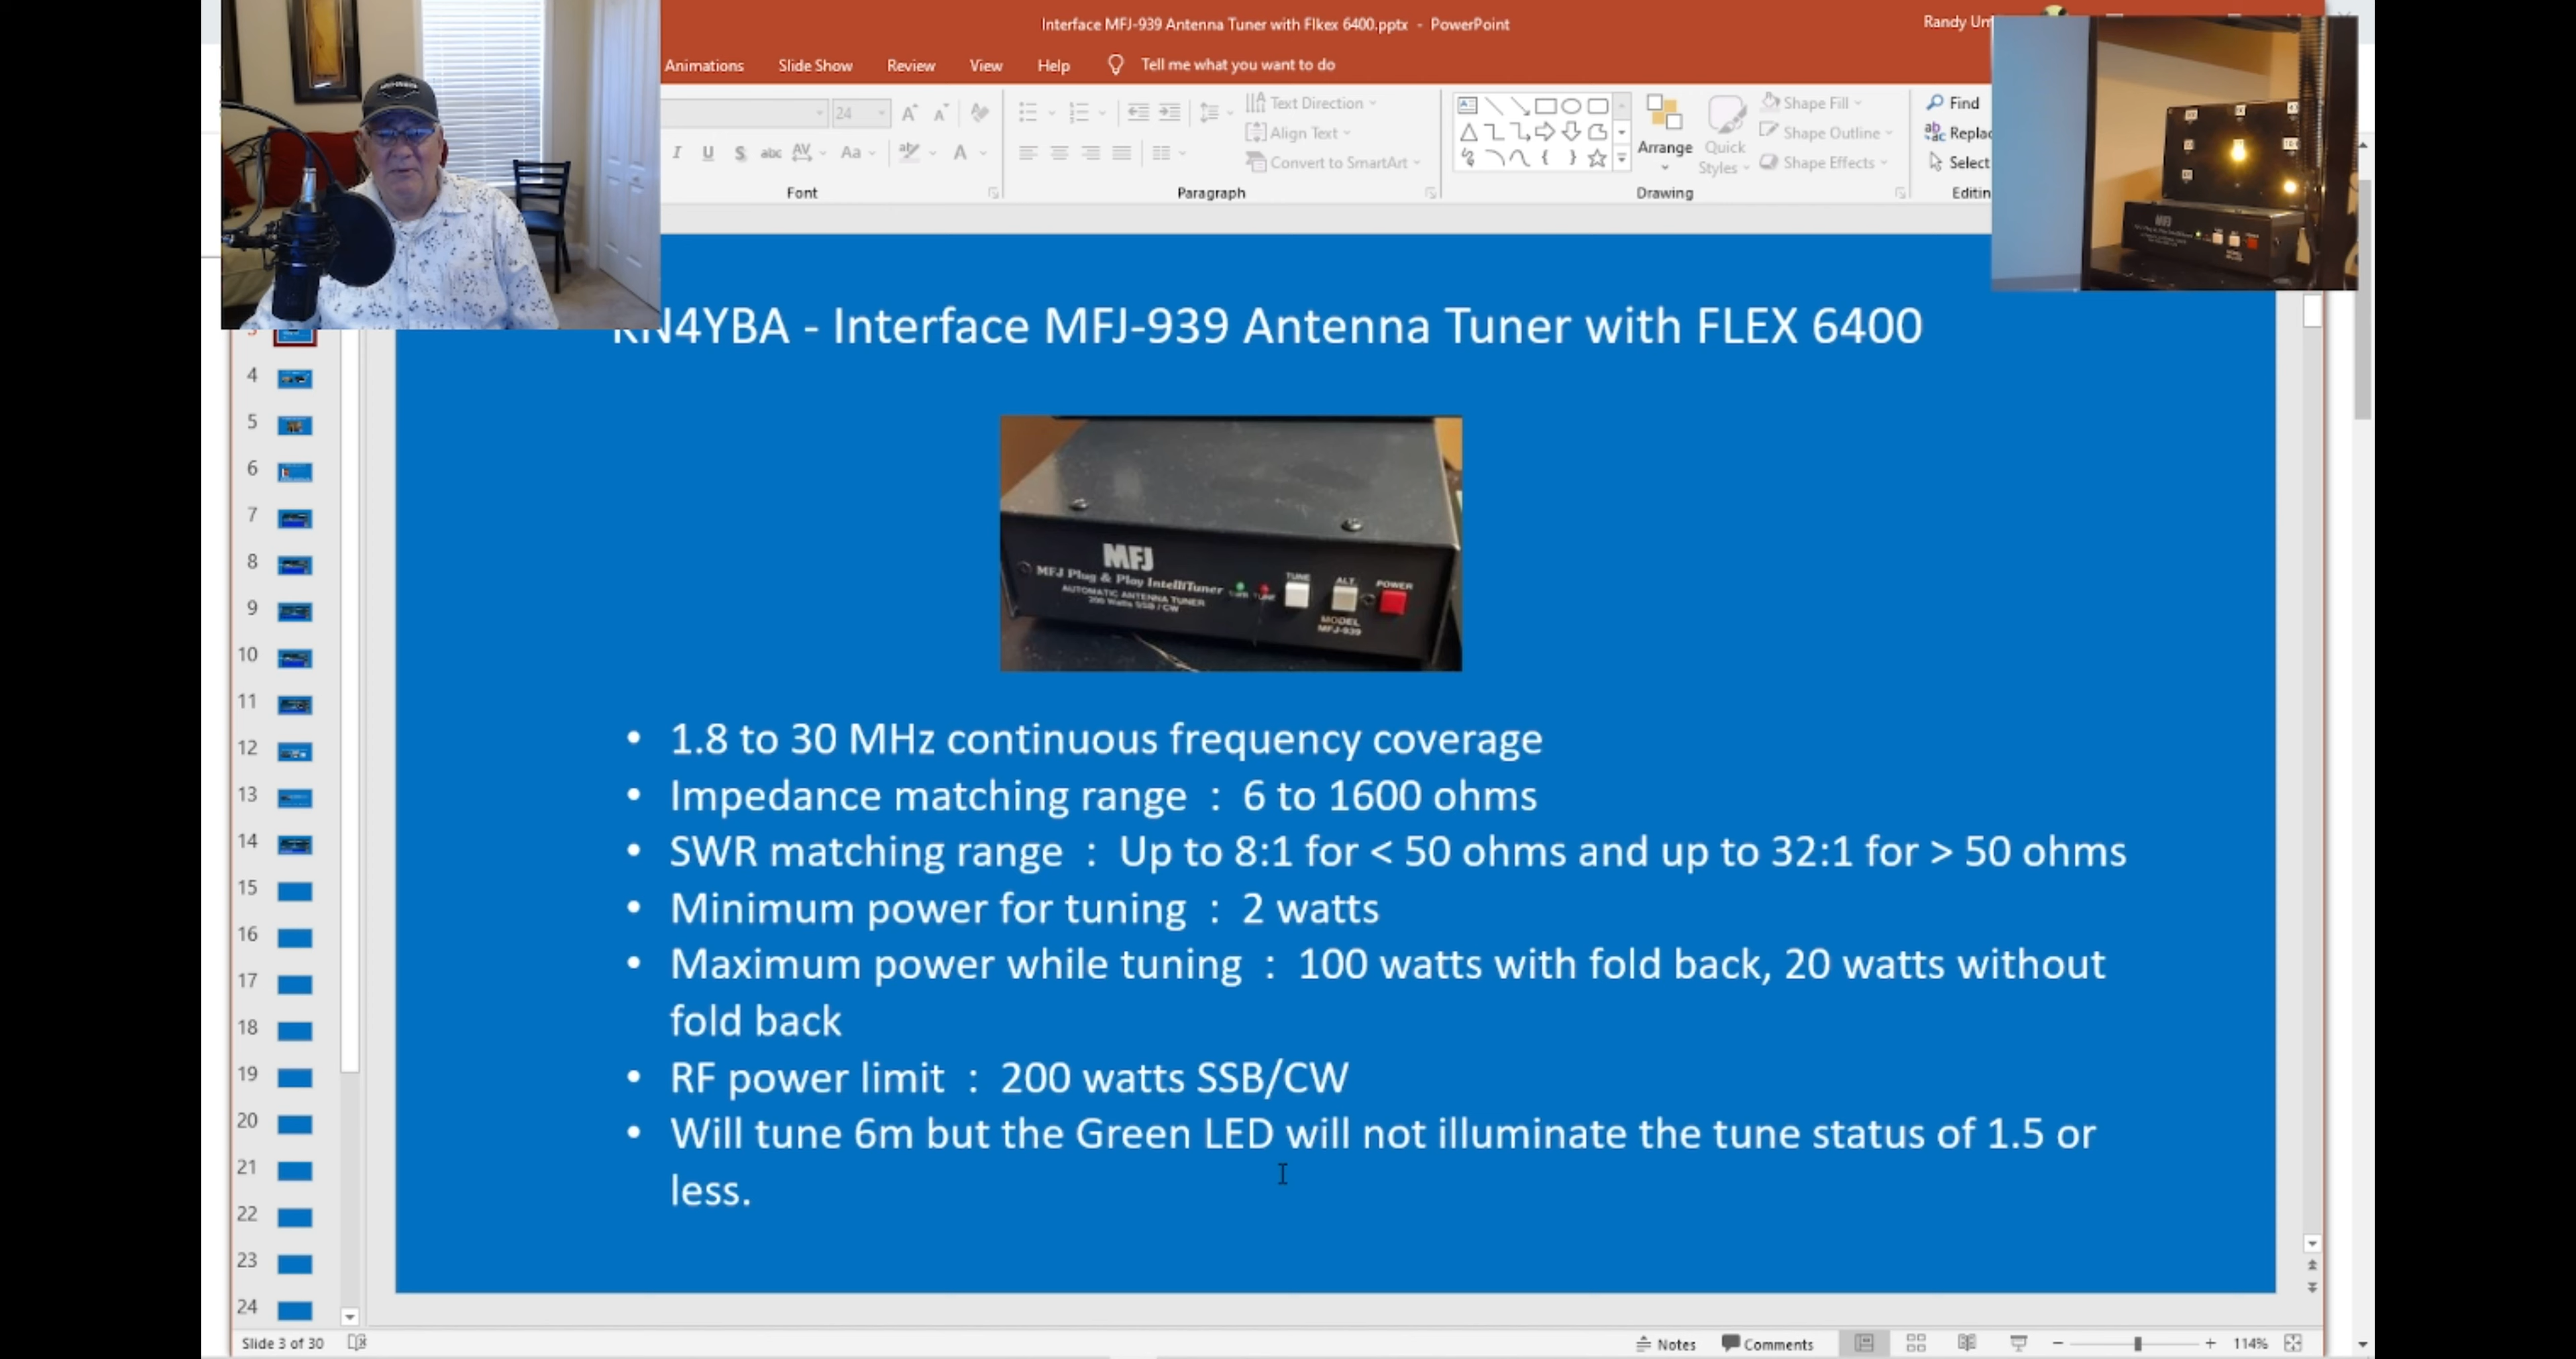 Interface MFJ-939 Antenna Tuner with Flkex 6400.pptx - PowerPoint
Randy
Animations Slide Show Review View Help Tell me what you want to do
24
Text Direction
Align Text
Convert to SmartArt
Arrange
Quick
Styles
Shape Fill
Shape Outline
Shape Effects
Find
Replac
Select
Font
Paragraph
Drawing
Editin
KN4YBA - Interface MFJ-939 Antenna Tuner with FLEX 6400
MFJ
MFJ Plug & Play IntelliTuner
AUTOMATIC ANTENNA TUNER
200 Watts SSB / CW
TUNE
ALT
POWER
MODEL
MFJ-939
• 1.8 to 30 MHz continuous frequency coverage
• Impedance matching range : 6 to 1600 ohms
• SWR matching range : Up to 8:1 for < 50 ohms and up to 32:1 for > 50 ohms
• Minimum power for tuning : 2 watts
• Maximum power while tuning : 100 watts with fold back, 20 watts without
fold back
• RF power limit : 200 watts SSB/CW
• Will tune 6m but the Green LED will not illuminate the tune status of 1.5 or
less.
3
4
5
6
7
8
9
10
11
12
13
14
15
16
17
18
19
20
21
22
23
24
Slide 3 of 30
Notes
Comments
114%